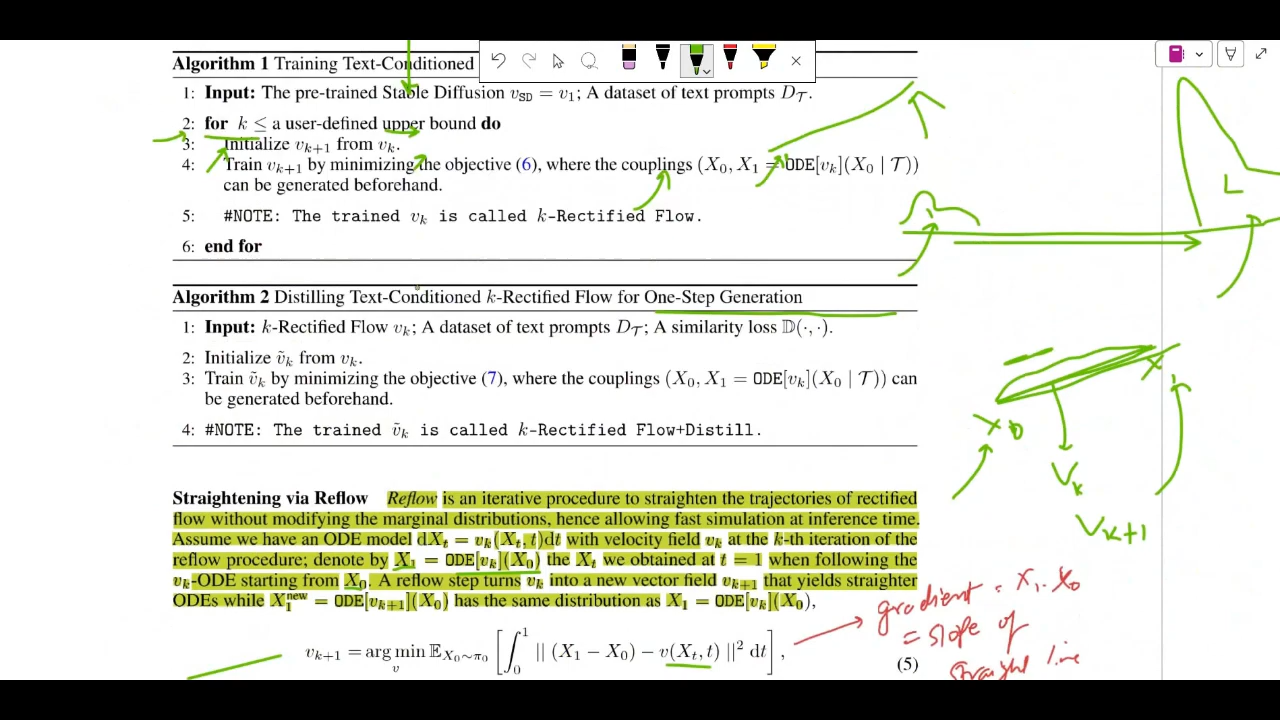 Algorithm 1 Training Text-Conditioned
1: Input: The pre-trained Stable Diffusion v_SD = v_1; A dataset of text prompts D_𝒯.
2: for k ≤ a user-defined upper bound do
3: Initialize v_{k+1} from v_k.
4: Train v_{k+1} by minimizing the objective (6), where the couplings (X_0, X_1 = ODE[v_k](X_0 | 𝒯))
can be generated beforehand.
5: #NOTE: The trained v_k is called k-Rectified Flow.
6: end for
L
Algorithm 2 Distilling Text-Conditioned k-Rectified Flow for One-Step Generation
1: Input: k-Rectified Flow v_k; A dataset of text prompts D_𝒯; A similarity loss 𝔻(·, ·).
2: Initialize ṽ_k from v_k.
3: Train ṽ_k by minimizing the objective (7), where the couplings (X_0, X_1 = ODE[v_k](X_0 | 𝒯)) can
be generated beforehand.
4: #NOTE: The trained ṽ_k is called k-Rectified Flow+Distill.
X_0
X_1
V_k
V_{k+1}
Straightening via Reflow Reflow is an iterative procedure to straighten the trajectories of rectified
flow without modifying the marginal distributions, hence allowing fast simulation at inference time.
Assume we have an ODE model dX_t = v_k(X_t, t)dt with velocity field v_k at the k-th iteration of
the reflow procedure; denote by X_1 = ODE[v_k](X_0) the X_t we obtained at t = 1 when following the
v_k-ODE starting from X_0. A reflow step turns v_k into a new vector field v_{k+1} that yields straighter
ODEs while X_1^new = ODE[v_{k+1}](X_0) has the same distribution as X_1 = ODE[v_k](X_0),
v_{k+1} = arg min_v 𝔼_{X_0∼π_0} [∫_0^1 || (X_1 − X_0) − v(X_t, t) ||^2 dt],
(5)
gradient = X_1 - X_0
= slope of
straight line